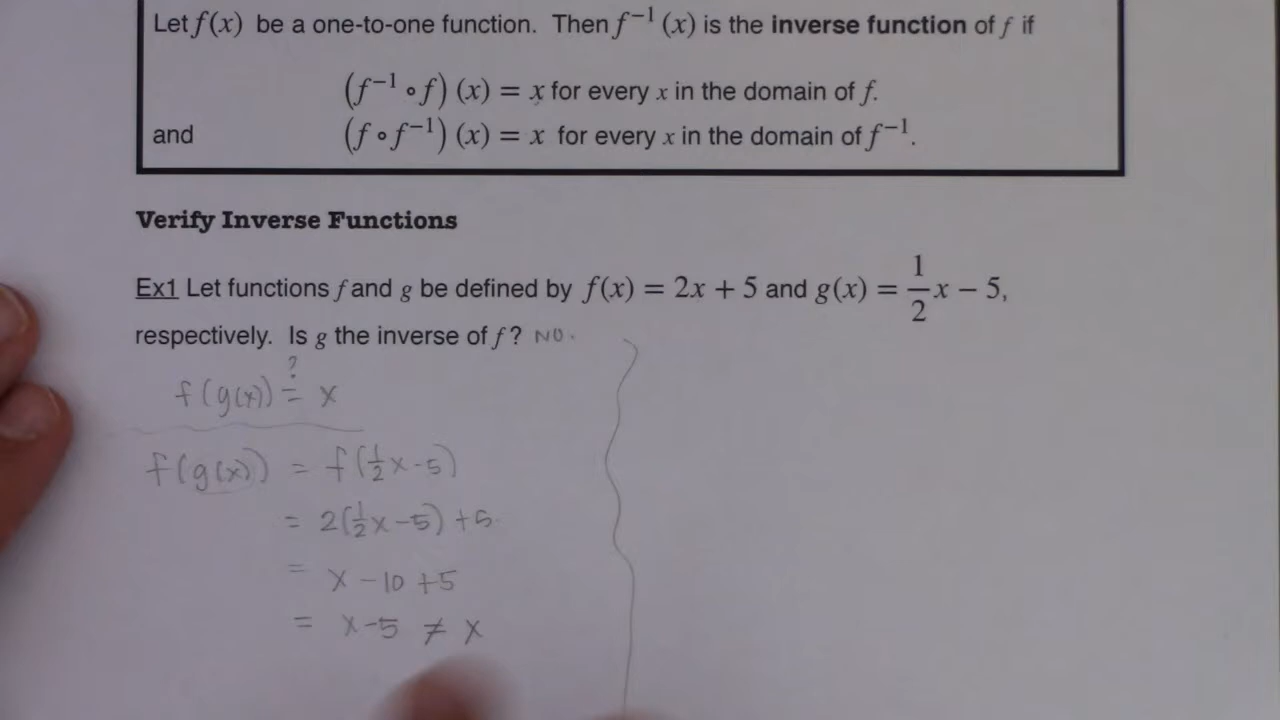 Let f(x) be a one-to-one function. Then f⁻¹(x) is the inverse function of f if
(f⁻¹ ∘ f)(x) = x for every x in the domain of f.
and (f ∘ f⁻¹)(x) = x for every x in the domain of f⁻¹.
Verify Inverse Functions
Ex1 Let functions f and g be defined by f(x) = 2x + 5 and g(x) = 1/2 x − 5,
respectively. Is g the inverse of f? NO.
f(g(x)) ≟ x
f(g(x)) = f(1/2 x - 5)
= 2(1/2 x - 5) + 5
= x - 10 + 5
= x - 5 ≠ x